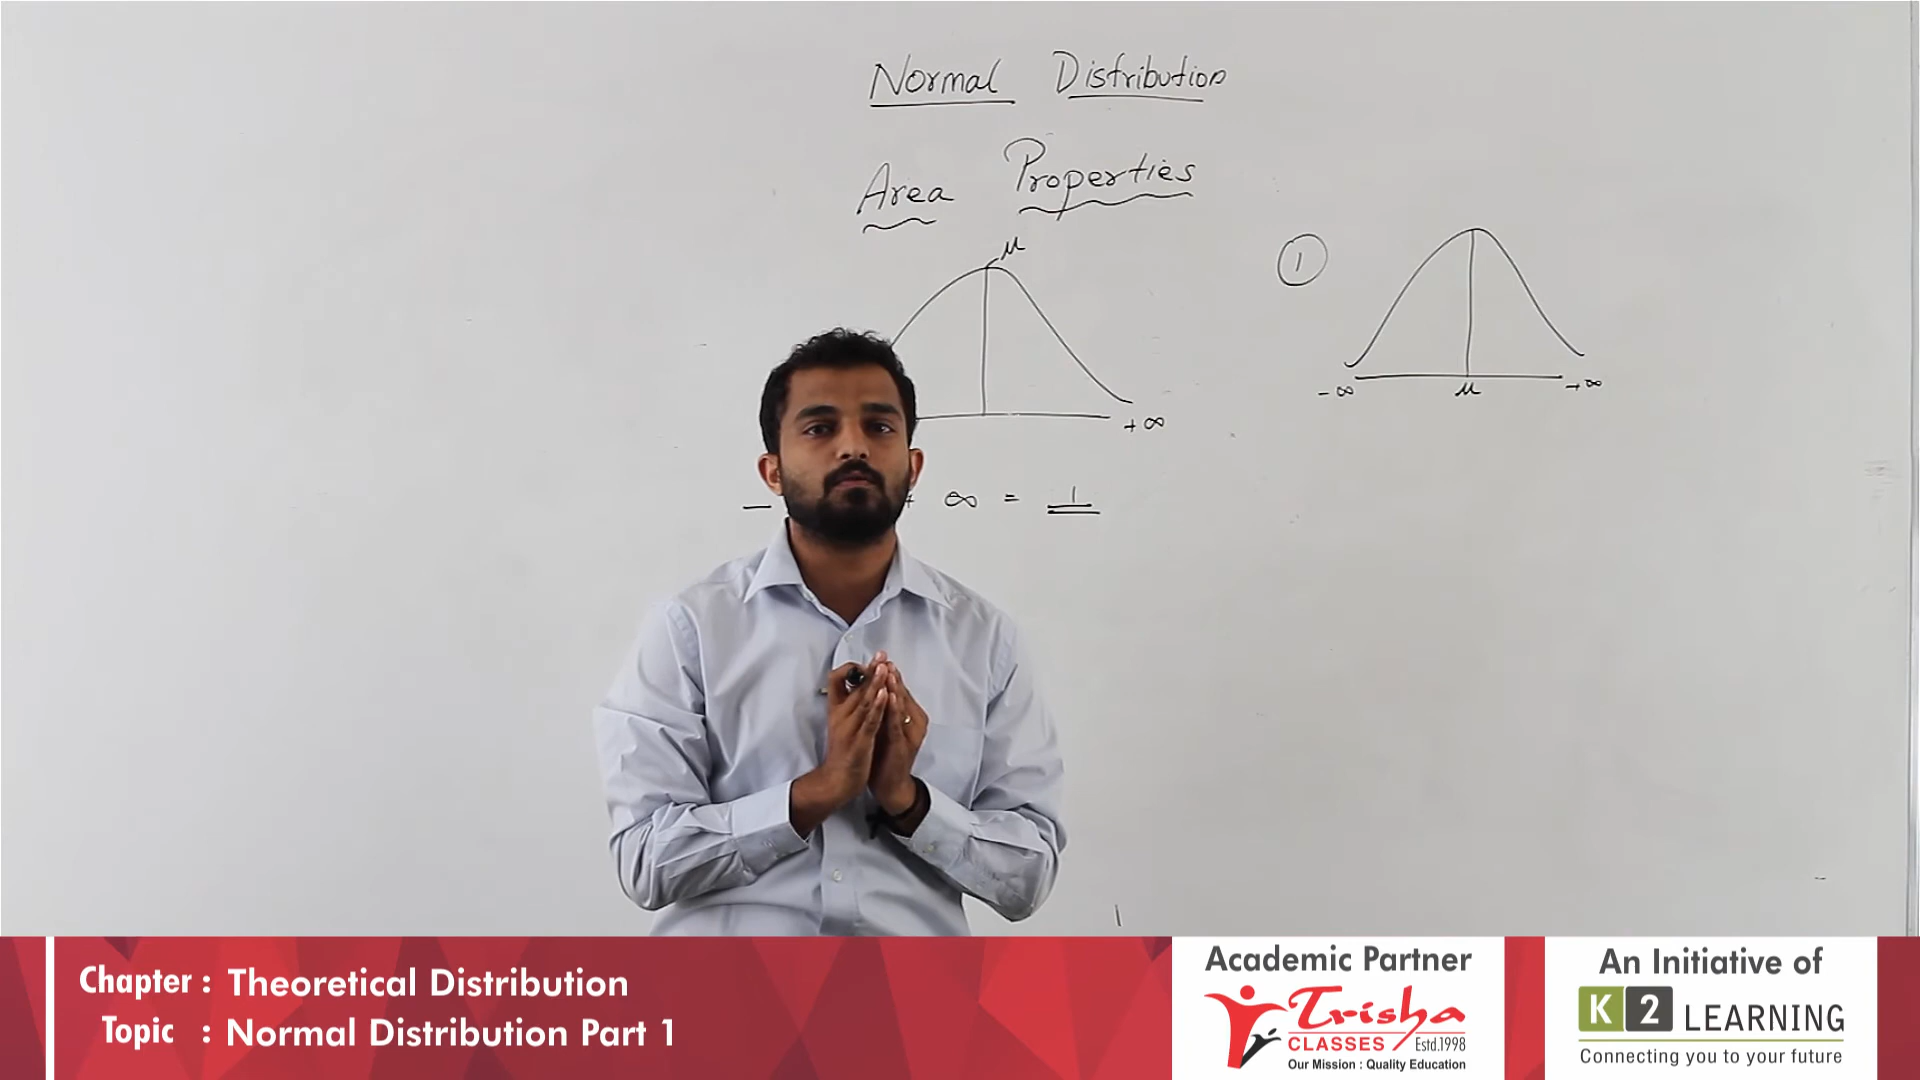 Normal Distribution
Area Properties
μ
+ ∞
- + ∞ = 1
1
- ∞ μ + ∞
Chapter : Theoretical Distribution
Topic : Normal Distribution Part 1
Academic Partner
Trisha
CLASSES Estd.1998
Our Mission : Quality Education
An Initiative of
K2 LEARNING
Connecting you to your future